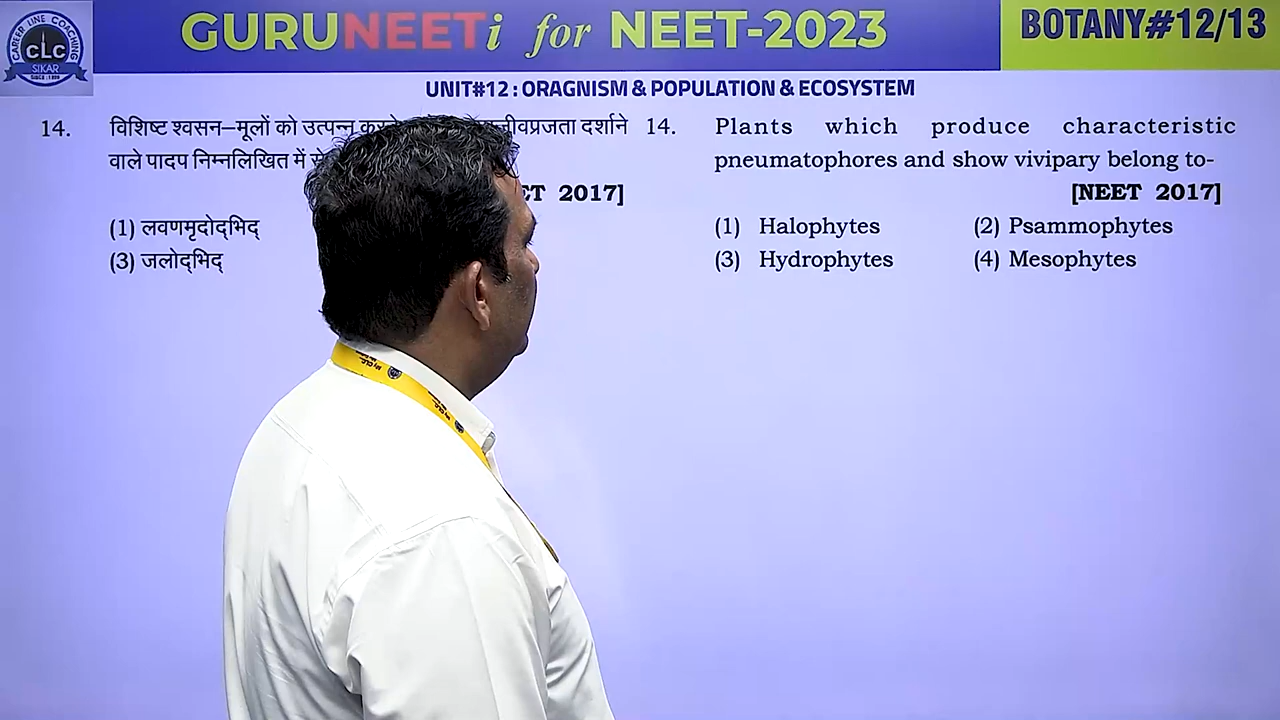 CAREER LINE COACHING
CLC
SIKAR
SINCE : 1996
GURUNEETi for NEET-2023
BOTANY#12/13
UNIT#12 : ORAGNISM & POPULATION & ECOSYSTEM
14. विशिष्ट श्वसन–मूलों को उत्पन्न दर्शाने
वाले पादप निम्नलिखित में
2017]
(1) लवणमृदोद्भिद्
(3) जलोद्भिद्
14. Plants which produce characteristic
pneumatophores and show vivipary belong to-
[NEET 2017]
(1) Halophytes (2) Psammophytes
(3) Hydrophytes (4) Mesophytes